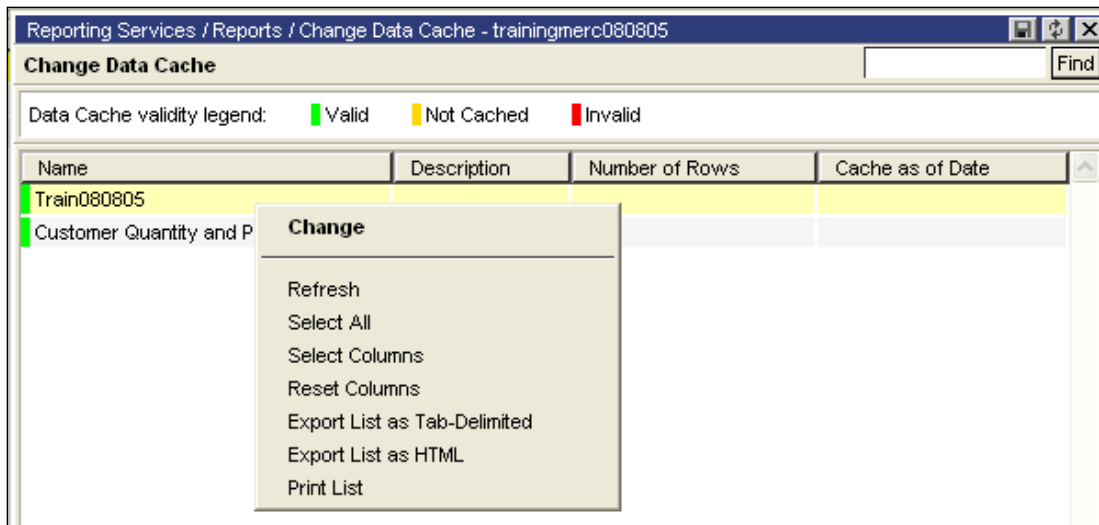 Reporting Services / Reports / Change Data Cache - trainingmerc080805
Change Data Cache Find
Data Cache validity legend: Valid Not Cached Invalid
Name Description Number of Rows Cache as of Date
Train080805
Customer Quantity and P
Change
Refresh
Select All
Select Columns
Reset Columns
Export List as Tab-Delimited
Export List as HTML
Print List